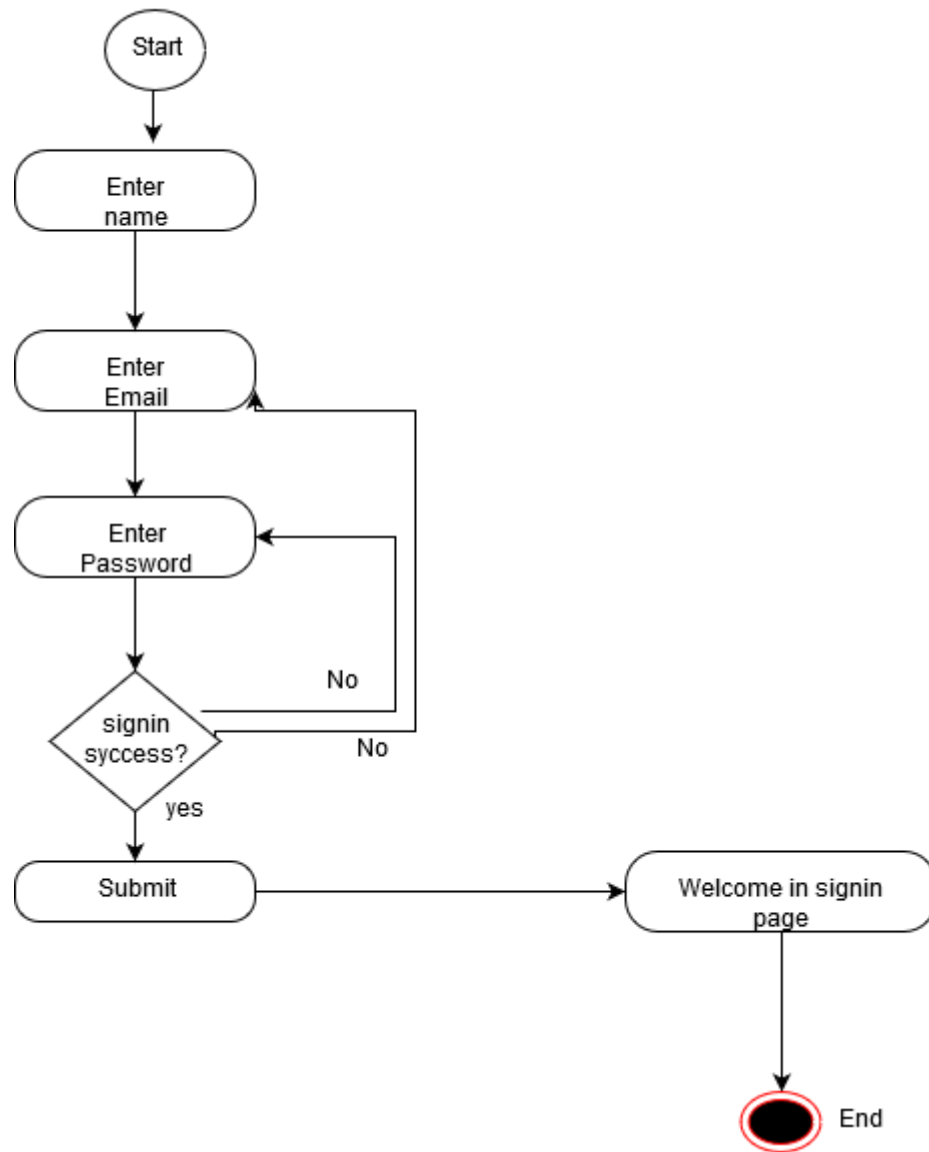 Start
Enter
name
Enter
Email
Enter
Password
No
signin
syccess?
No
yes
Submit
Welcome in signin
page
End